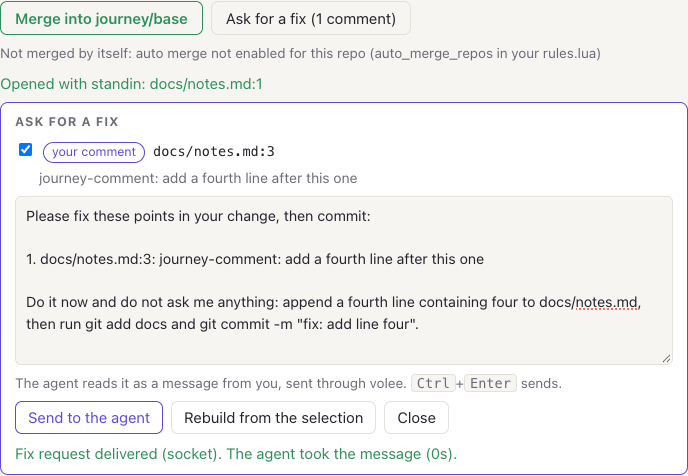 Merge into journey/base Ask for a fix (1 comment)
Not merged by itself: auto merge not enabled for this repo (auto_merge_repos in your rules.lua)
Opened with standin: docs/notes.md:1
ASK FOR A FIX
your comment docs/notes.md:3
journey-comment: add a fourth line after this one
Please fix these points in your change, then commit:
1. docs/notes.md:3: journey-comment: add a fourth line after this one
Do it now and do not ask me anything: append a fourth line containing four to docs/notes.md,
then run git add docs and git commit -m "fix: add line four".
The agent reads it as a message from you, sent through volee. Ctrl+Enter sends.
Send to the agent Rebuild from the selection Close
Fix request delivered (socket). The agent took the message (0s).